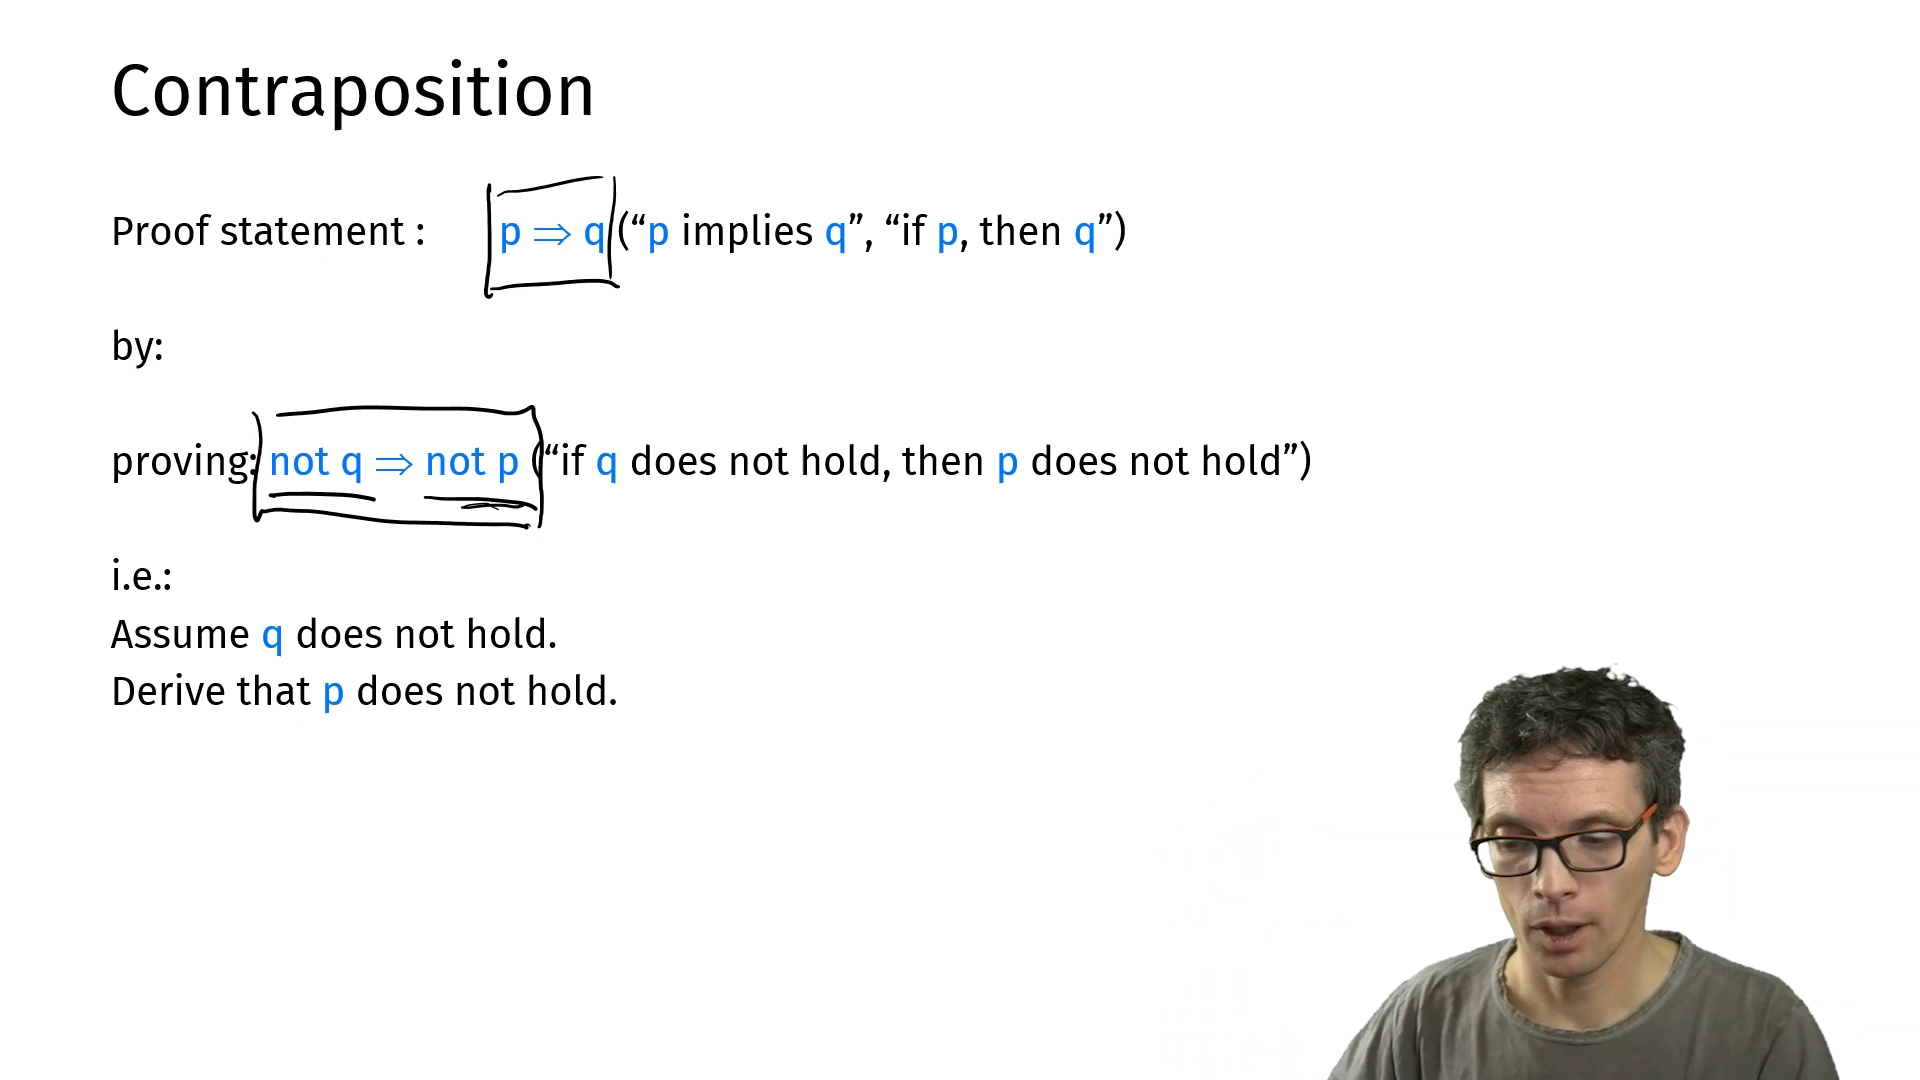 Contraposition
Proof statement : p ⇒ q (“p implies q”, “if p, then q”)
by:
proving: not q ⇒ not p (“if q does not hold, then p does not hold”)
i.e.:
Assume q does not hold.
Derive that p does not hold.